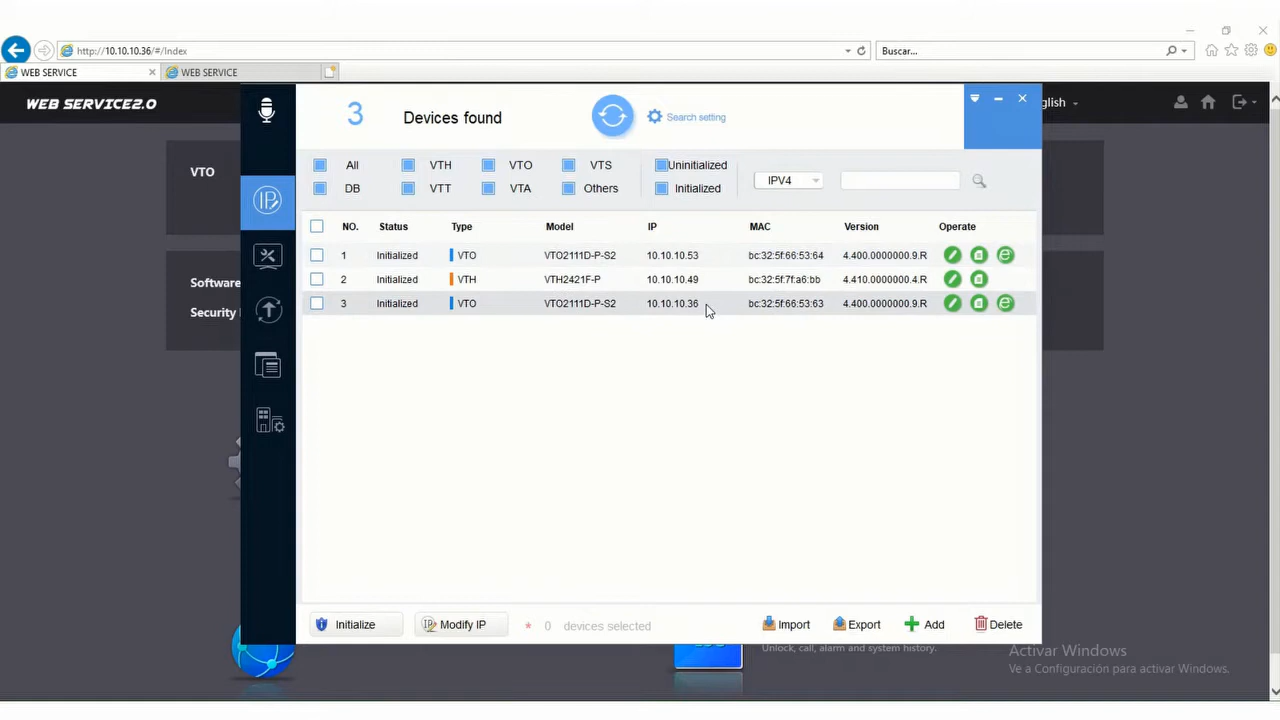 http://10.10.10.36/#/Index
Buscar...
WEB SERVICE
WEB SERVICE
WEB SERVICE2.0
3 Devices found
Search setting
glish
VTO
All VTH VTO VTS Uninitialized
DB VTT VTA Others Initialized
IPV4
NO. Status Type Model IP MAC Version Operate
1 Initialized VTO VTO2111D-P-S2 10.10.10.53 bc:32:5f:66:53:64 4.400.0000000.9.R
2 Initialized VTH VTH2421F-P 10.10.10.49 bc:32:5f:7f:a6:bb 4.410.0000000.4.R
3 Initialized VTO VTO2111D-P-S2 10.10.10.36 bc:32:5f:66:53:63 4.400.0000000.9.R
Software
Security
Initialize Modify IP * 0 devices selected Import Export Add Delete
Unlock, call, alarm and system history.
Activar Windows
Ve a Configuración para activar Windows.